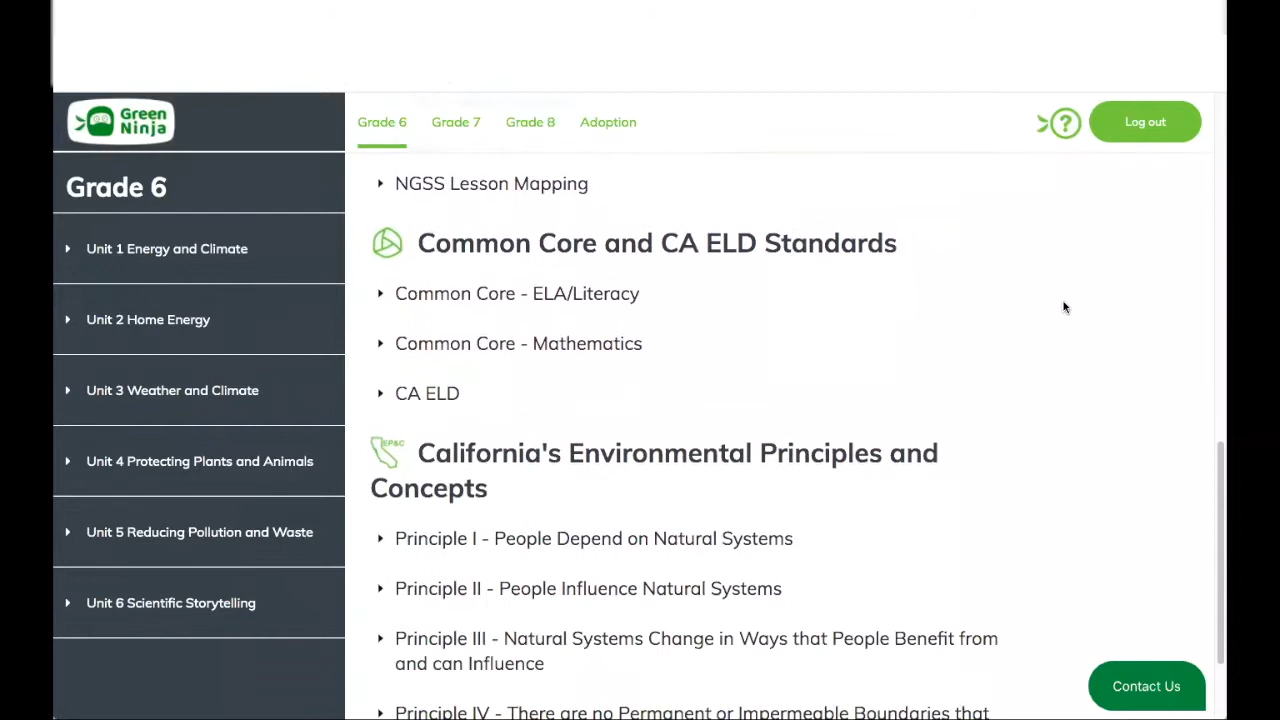 Green
Ninja
Grade 6 Grade 7 Grade 8 Adoption
?
Log out
Grade 6
Unit 1 Energy and Climate
Unit 2 Home Energy
Unit 3 Weather and Climate
Unit 4 Protecting Plants and Animals
Unit 5 Reducing Pollution and Waste
Unit 6 Scientific Storytelling
NGSS Lesson Mapping
Common Core and CA ELD Standards
Common Core - ELA/Literacy
Common Core - Mathematics
CA ELD
EP&C
California's Environmental Principles and
Concepts
Principle I - People Depend on Natural Systems
Principle II - People Influence Natural Systems
Principle III - Natural Systems Change in Ways that People Benefit from
and can Influence
Principle IV - There are no Permanent or Impermeable Boundaries that
Contact Us